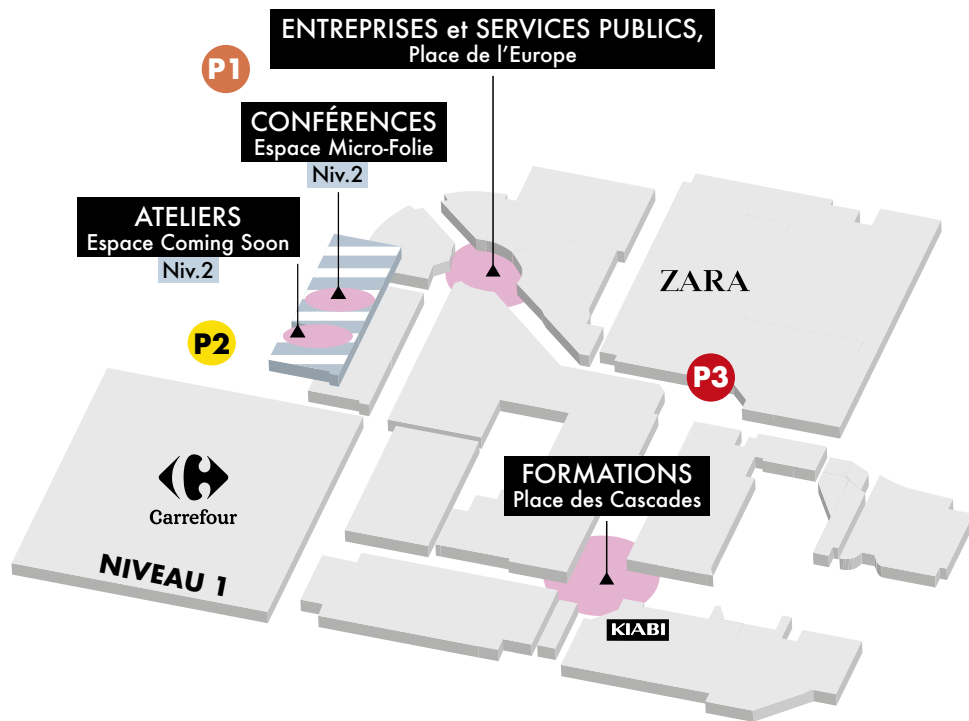 ENTREPRISES et SERVICES PUBLICS,
Place de l'Europe
P1
CONFÉRENCES
Espace Micro-Folie
Niv.2
ATELIERS
Espace Coming Soon
Niv.2
ZARA
P2
P3
FORMATIONS
Place des Cascades
Carrefour
NIVEAU 1
KIABI